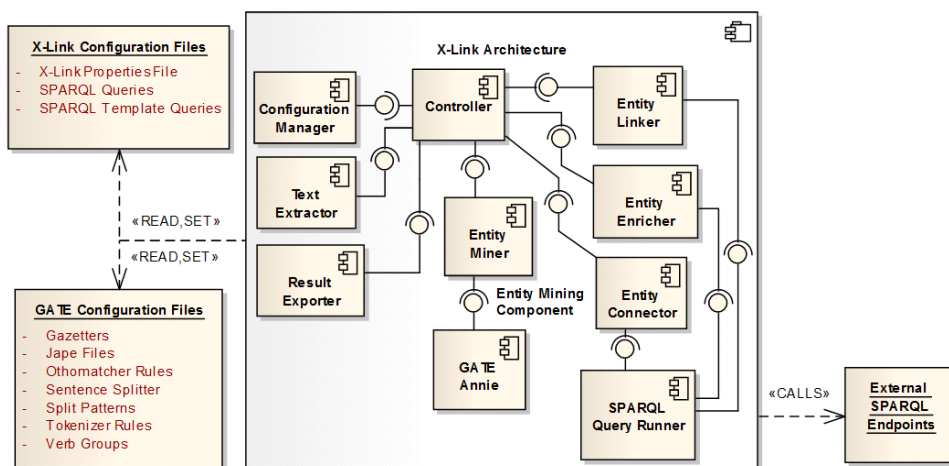 X-Link Configuration Files
- X-Link Properties File
- SPARQL Queries
- SPARQL Template Queries
«READ,SET»
«READ,SET»
GATE Configuration Files
- Gazetters
- Jape Files
- Othomatcher Rules
- Sentence Splitter
- Split Patterns
- Tokenizer Rules
- Verb Groups
X-Link Architecture
Configuration
Manager
Controller
Entity
Linker
Text
Extractor
Entity
Enricher
Result
Exporter
Entity
Miner
Entity Mining
Component
Entity
Connector
GATE
Annie
SPARQL
Query Runner
«CALLS»
External
SPARQL
Endpoints